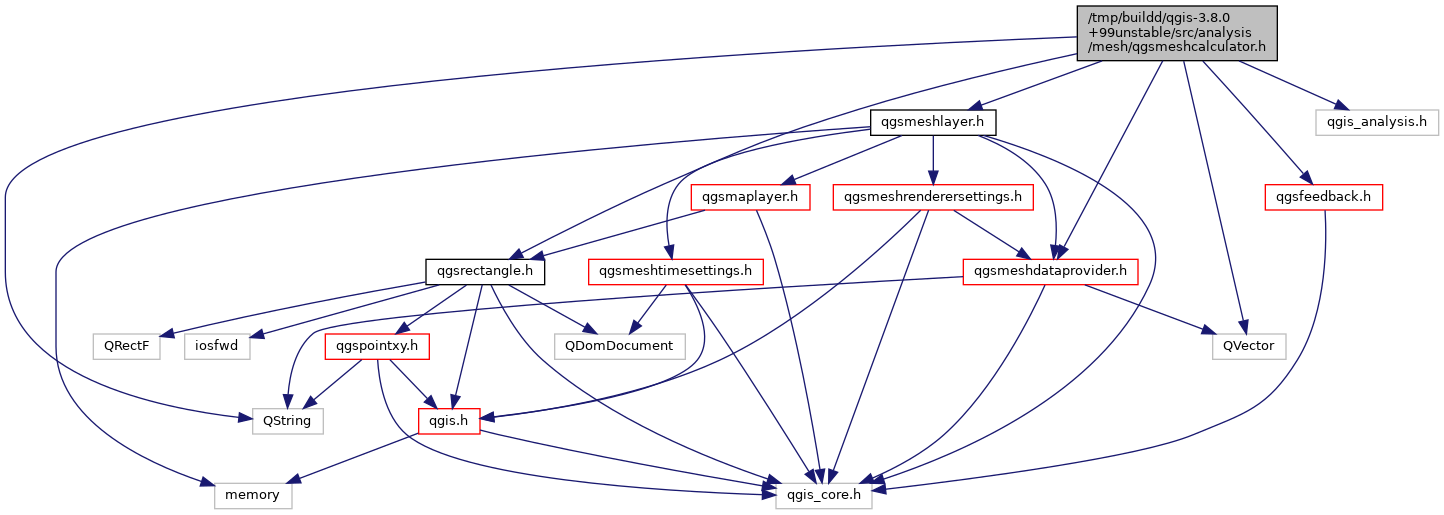 /tmp/buildd/qgis-3.8.0
+99unstable/src/analysis
/mesh/qgsmeshcalculator.h
qgsmeshlayer.h
qgis_analysis.h
qgsmaplayer.h
qgsmeshrenderersettings.h
qgsfeedback.h
qgsrectangle.h
qgsmeshtimesettings.h
qgsmeshdataprovider.h
QRectF
iosfwd
qgspointxy.h
QDomDocument
QVector
QString
qgis.h
memory
qgis_core.h